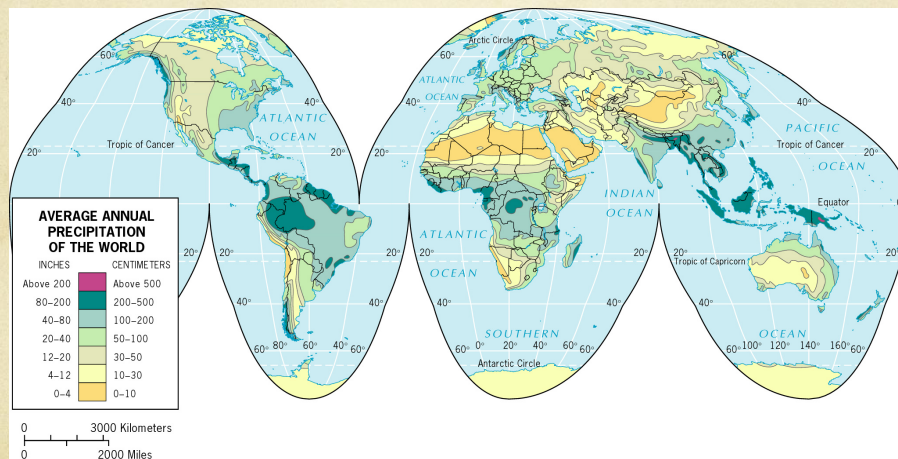 Arctic Circle
60°
60°
60°
ATLANTIC
OCEAN
40°
40°
40°
40°
ATLANTIC
OCEAN
PACIFIC
Tropic of Cancer
Tropic of Cancer
20°
20°
20°
20°
OCEAN
INDIAN
OCEAN
Equator
AVERAGE ANNUAL
PRECIPITATION
OF THE WORLD
INCHES CENTIMETERS
Above 200 Above 500
80–200 200–500
40–80 100–200
20–40 50–100
12–20 30–50
4–12 10–30
0–4 0–10
20°
20°
20°
20°
ATLANTIC
OCEAN
Tropic of Capricorn
40°
40°
40°
40°
SOUTHERN
OCEAN
60° 80° 60° 40° 60° 0° 20° 40° 60° 60° 100° 120° 140° 160° 60°
Antarctic Circle
0 3000 Kilometers
0 2000 Miles